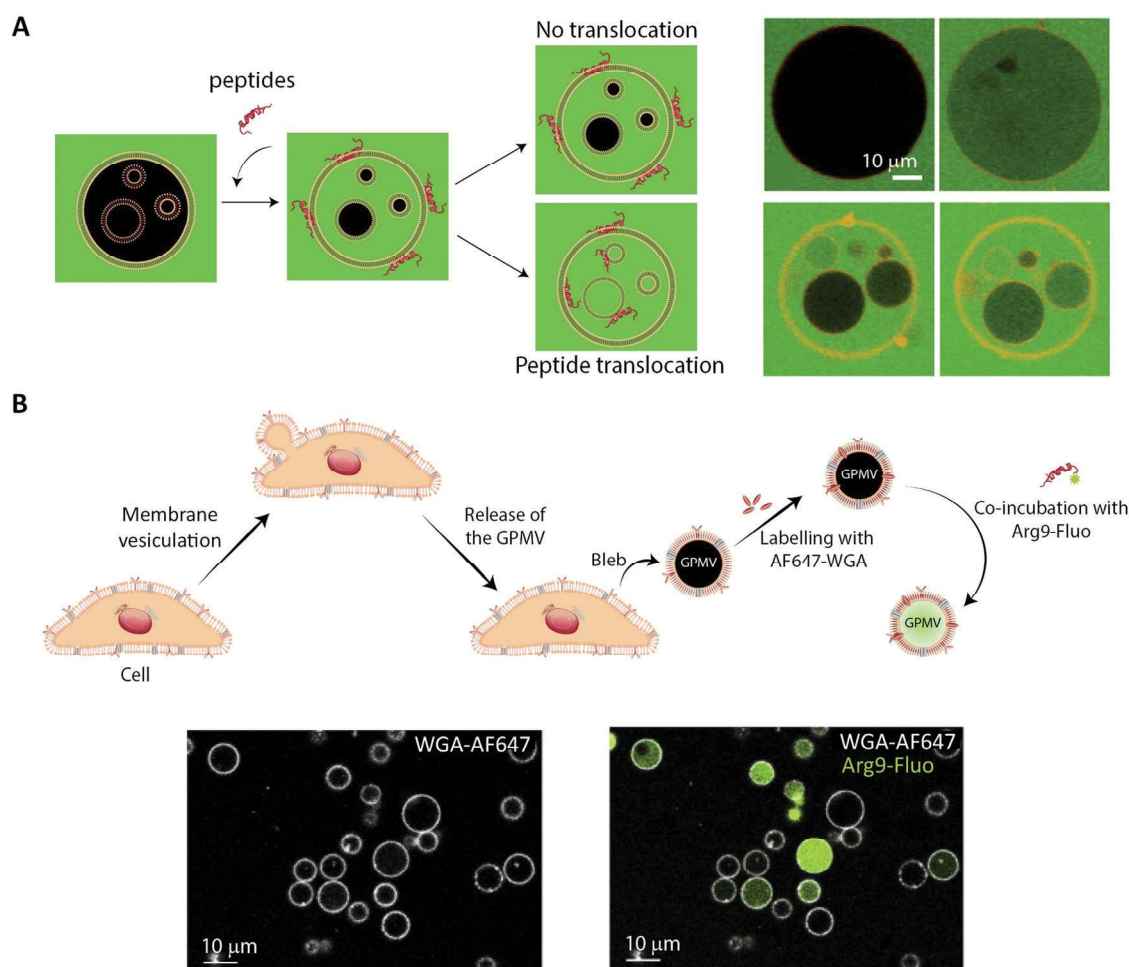 A
peptides
No translocation
Peptide translocation
10 μm
B
Membrane
vesiculation
Cell
Release of
the GPMV
Bleb
GPMV
Labelling with
AF647-WGA
GPMV
Co-incubation with
Arg9-Fluo
GPMV
WGA-AF647
10 μm
WGA-AF647
Arg9-Fluo
10 μm